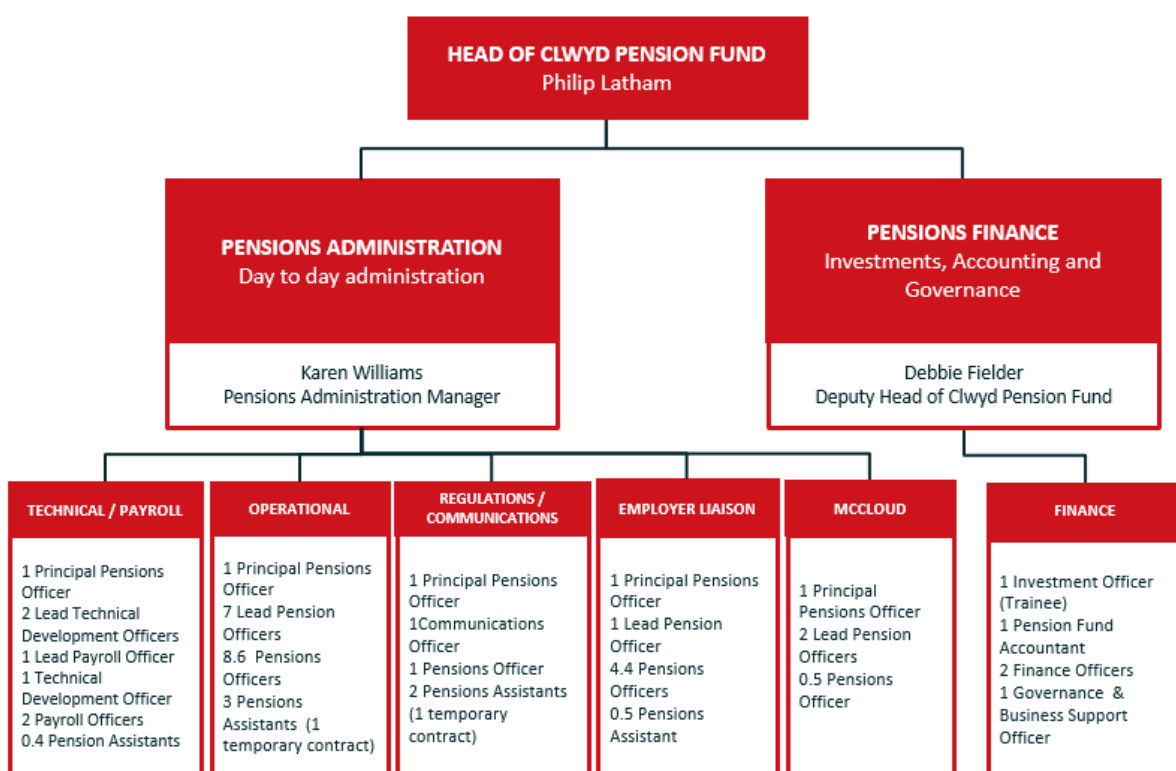 HEAD OF CLWYD PENSION FUND
Philip Latham
PENSIONS ADMINISTRATION
Day to day administration
Karen Williams
Pensions Administration Manager
PENSIONS FINANCE
Investments, Accounting and
Governance
Debbie Fielder
Deputy Head of Clwyd Pension Fund
TECHNICAL / PAYROLL
1 Principal Pensions
Officer
2 Lead Technical
Development Officers
1 Lead Payroll Officer
1 Technical
Development Officer
2 Payroll Officers
0.4 Pension Assistants
OPERATIONAL
1 Principal Pensions
Officer
7 Lead Pension
Officers
8.6 Pensions
Officers
3 Pensions
Assistants (1
temporary contract)
REGULATIONS /
COMMUNICATIONS
1 Principal Pensions
Officer
1Communications
Officer
1 Pensions Officer
2 Pensions Assistants
(1 temporary
contract)
EMPLOYER LIAISON
1 Principal Pensions
Officer
1 Lead Pension
Officer
4.4 Pensions
Officers
0.5 Pensions
Assistant
MCCLOUD
1 Principal
Pensions Officer
2 Lead Pension
Officers
0.5 Pensions
Officer
FINANCE
1 Investment Officer
(Trainee)
1 Pension Fund
Accountant
2 Finance Officers
1 Governance &
Business Support
Officer